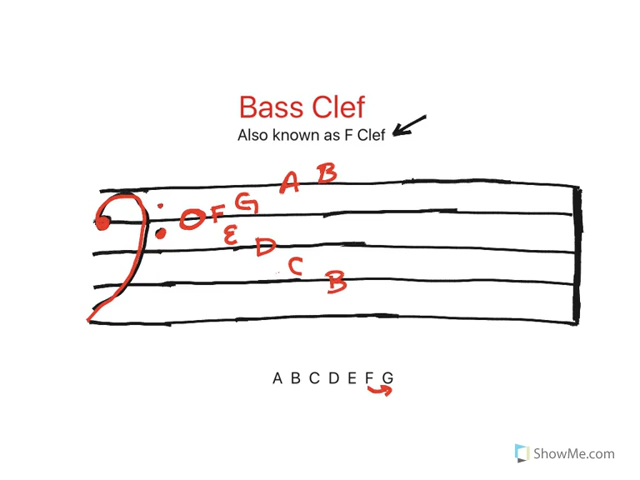 Bass Clef
Also known as F Clef
A B
F G
E D
C B
A B C D E F G
ShowMe.com